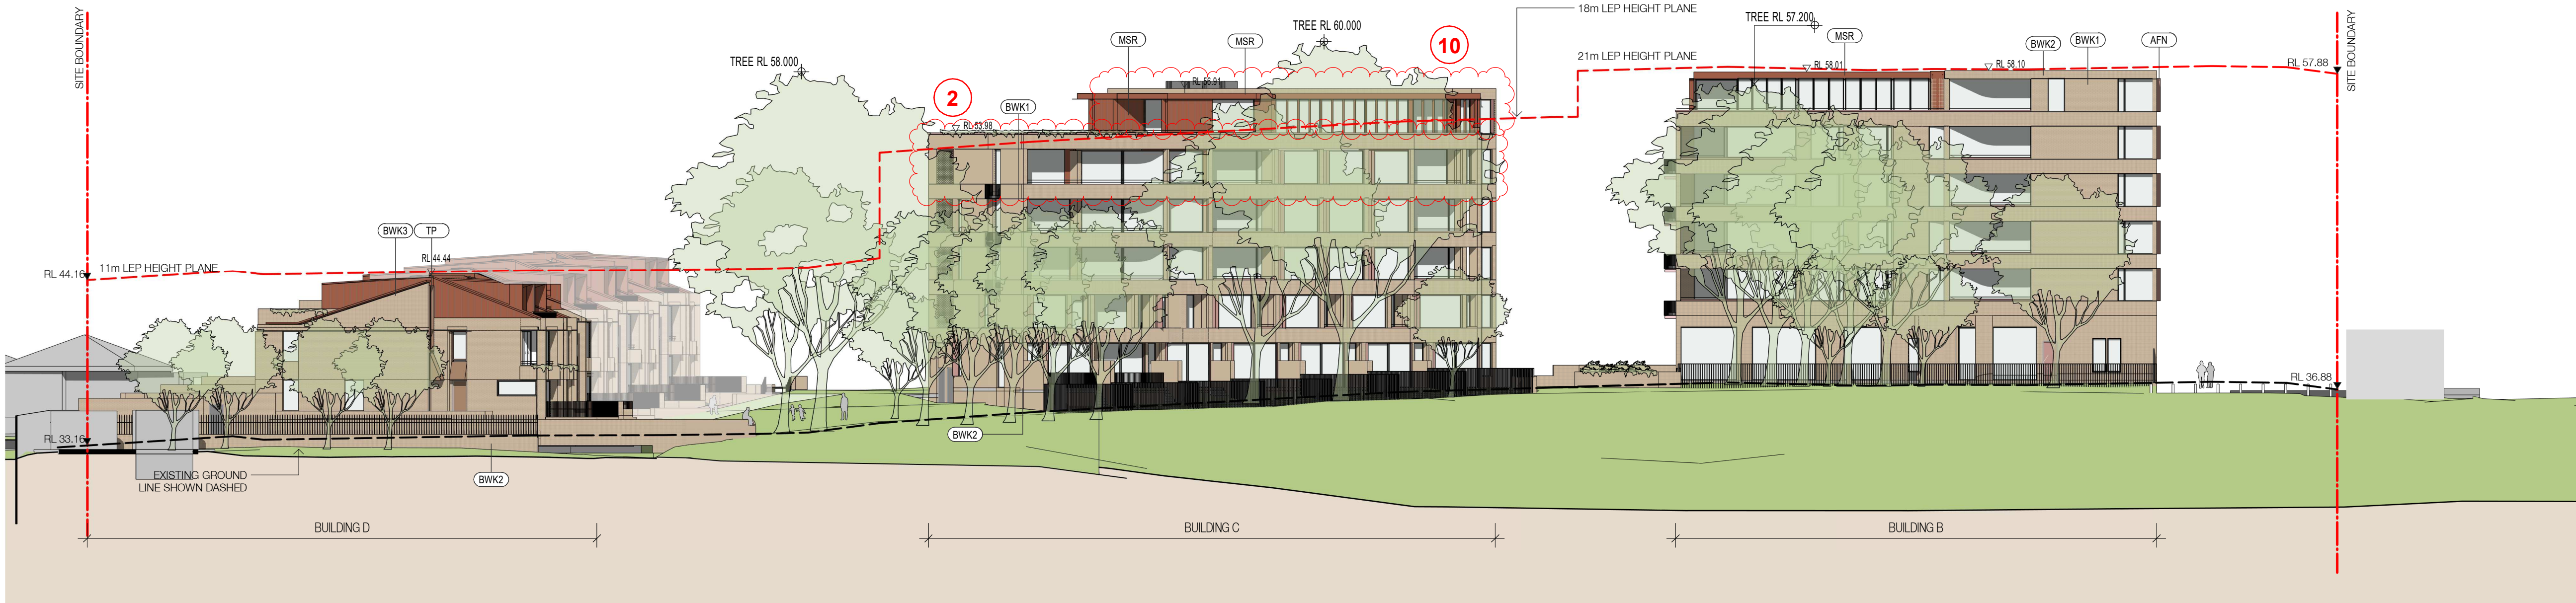 SITE BOUNDARY
18m LEP HEIGHT PLANE
TREE RL 57.200
TREE RL 60.000
MSR
MSR
10
MSR
BWK2
BWK1
AFN
SITE BOUNDARY
TREE RL 58.000
21m LEP HEIGHT PLANE
RL 58.01
RL 58.10
RL 57.88
RL 56.91
2
BWK1
RL 53.98
BWK3
TP
RL 44.44
RL 44.16
11m LEP HEIGHT PLANE
RL 36.88
RL 33.16
BWK2
EXISTING GROUND
LINE SHOWN DASHED
BWK2
BUILDING D
BUILDING C
BUILDING B